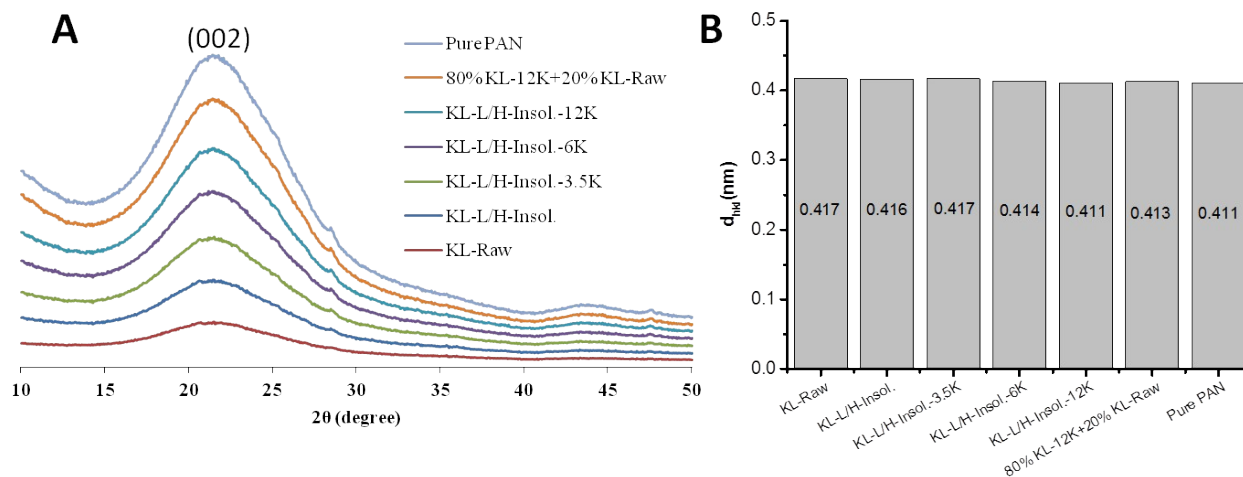 A
(002)
Pure PAN
80% KL-12K+20% KL-Raw
KL-L/H-Insol.-12K
KL-L/H-Insol.-6K
KL-L/H-Insol.-3.5K
KL-L/H-Insol.
KL-Raw
10 15 20 25 30 35 40 45 50
2θ (degree)
B
d_hkl (nm)
0.5
0.4
0.3
0.2
0.1
0.0
0.417 0.416 0.417 0.414 0.411 0.413 0.411
KL-Raw
KL-L/H-Insol.
KL-L/H-Insol.-3.5K
KL-L/H-Insol.-6K
KL-L/H-Insol.-12K
80% KL-12K+20% KL-Raw
Pure PAN